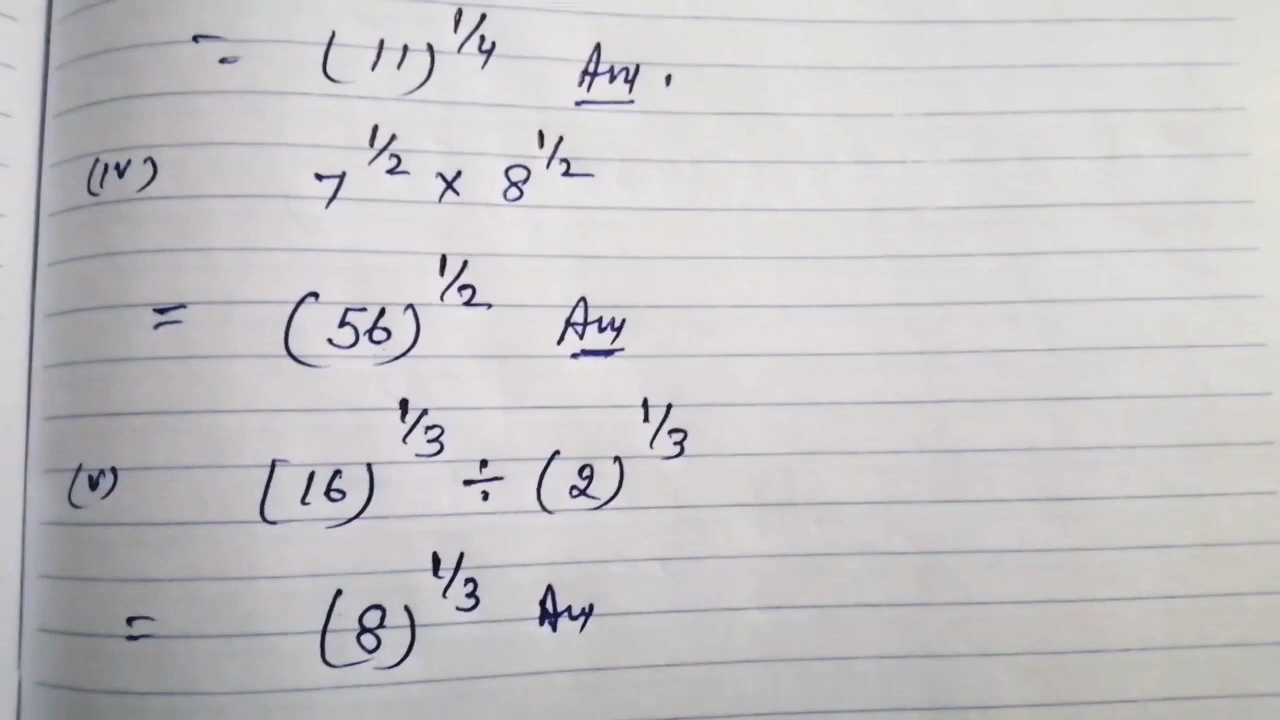 = (11)^1/4 Ans.
(iv) 7^1/2 × 8^1/2
= (56)^1/2 Ans
(v) [16)^1/3 ÷ (2)^1/3
= (8)^1/3 Ans